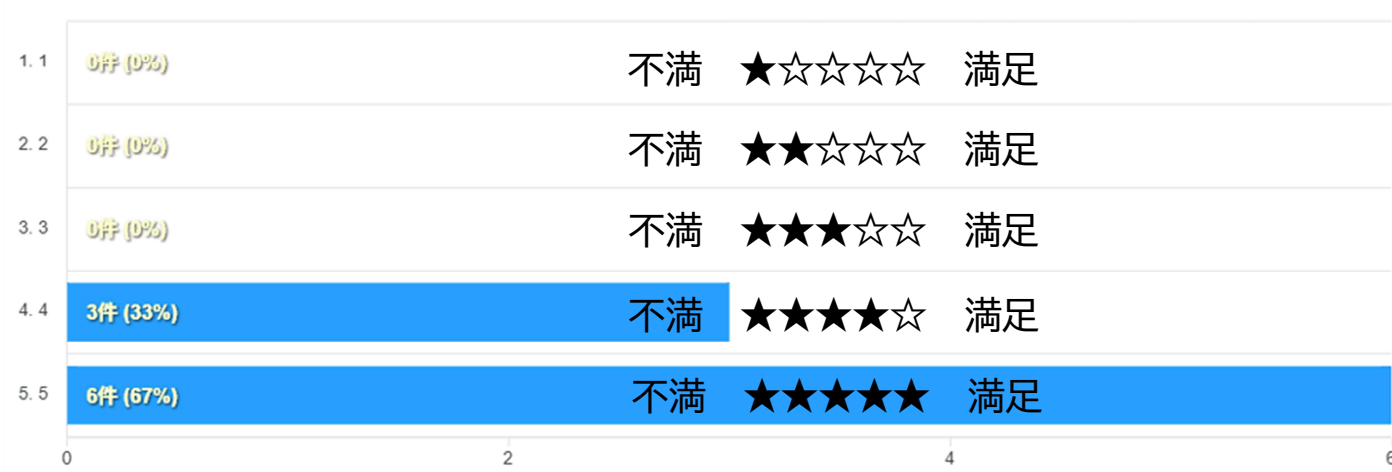 1. 1 0件 (0%) 不満 ★☆☆☆☆ 満足
2. 2 0件 (0%) 不満 ★★☆☆☆ 満足
3. 3 0件 (0%) 不満 ★★★☆☆ 満足
4. 4 3件 (33%) 不満 ★★★★☆ 満足
5. 5 6件 (67%) 不満 ★★★★★ 満足
0 2 4 6